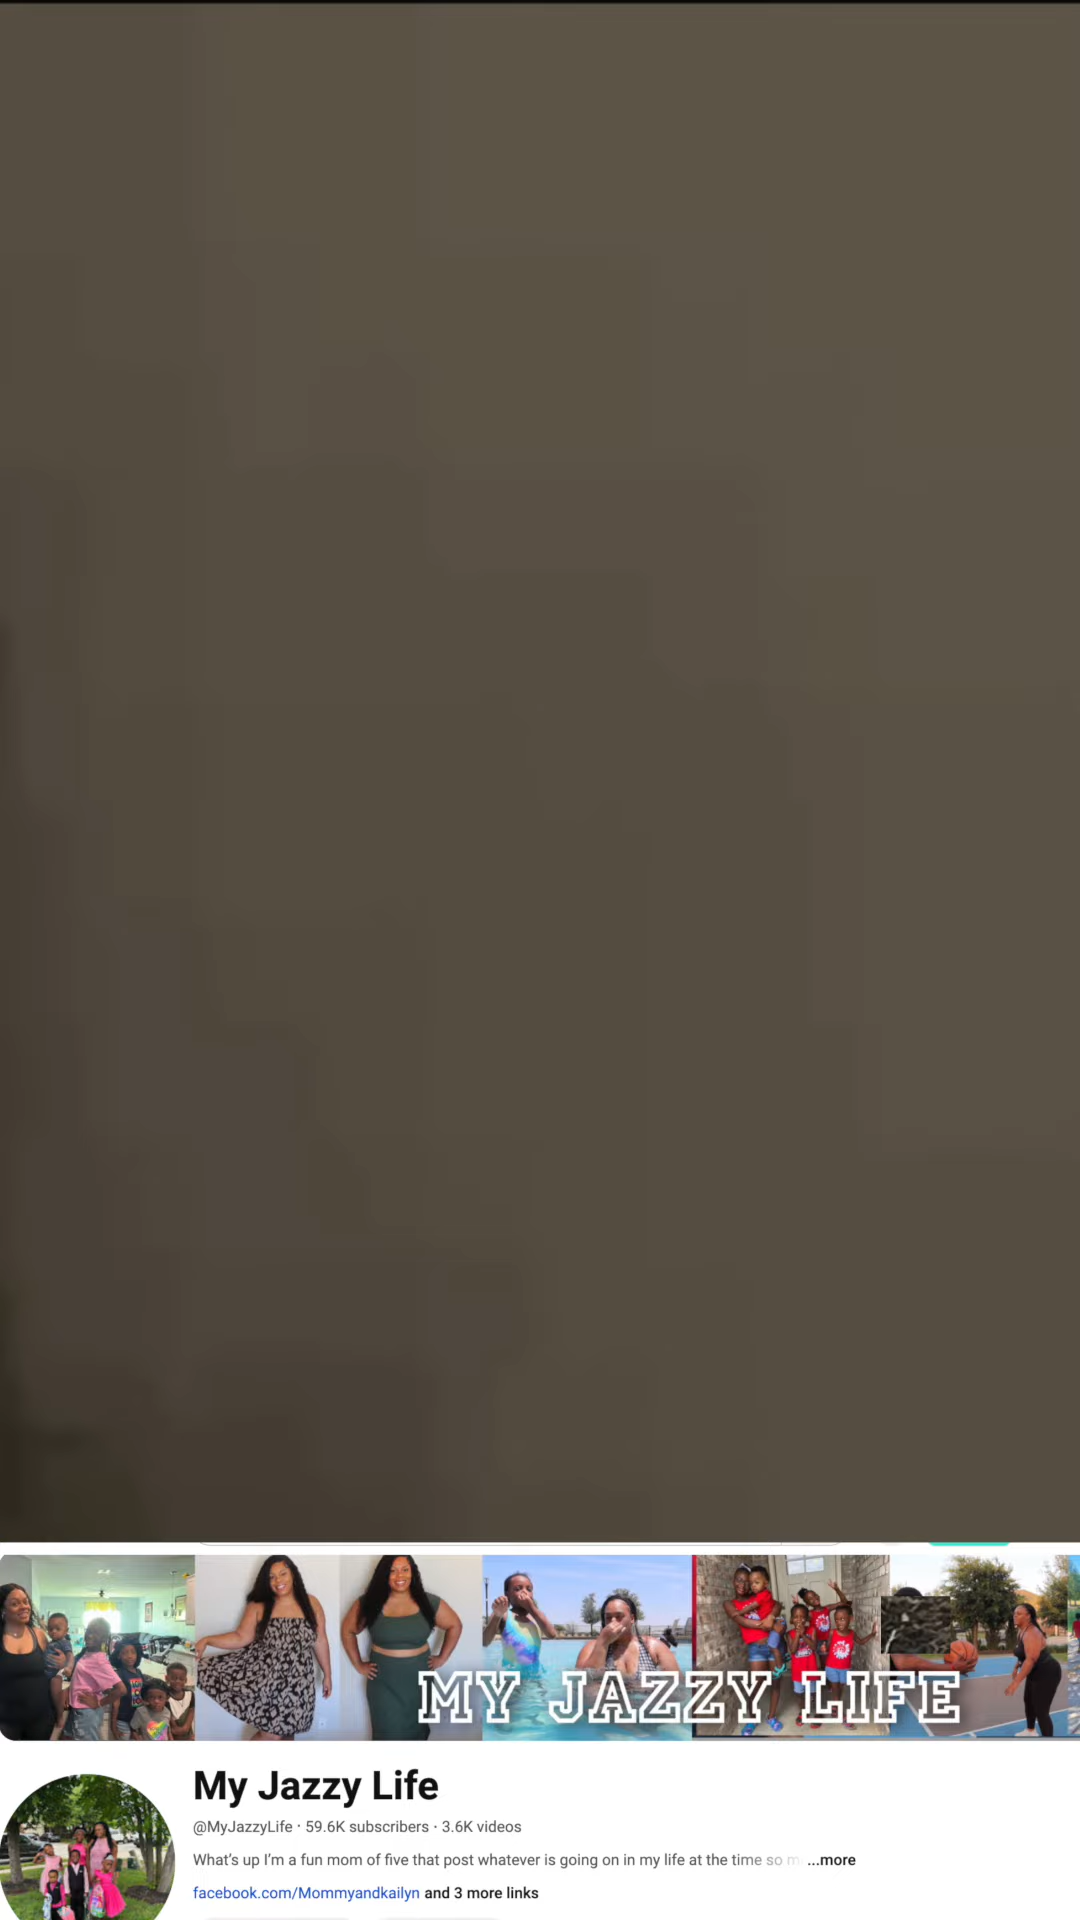 MY JAZZY LIFE
My Jazzy Life
@MyJazzyLife · 59.6K subscribers · 3.6K videos
What's up I'm a fun mom of five that post whatever is going on in my life at the time so ...more
facebook.com/Mommyandkailyn and 3 more links